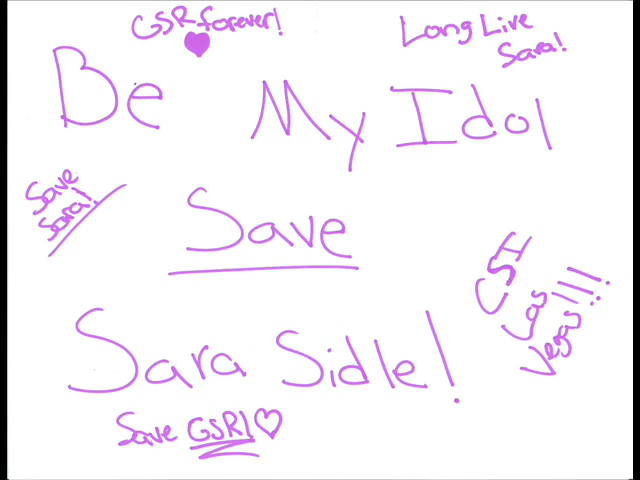 GSR forever!
Long Live
Sara!
Be My Idol
Save
Sara!
Save
CSI
Las
Vegas!!!!
Sara Sidle!
Save GSR!